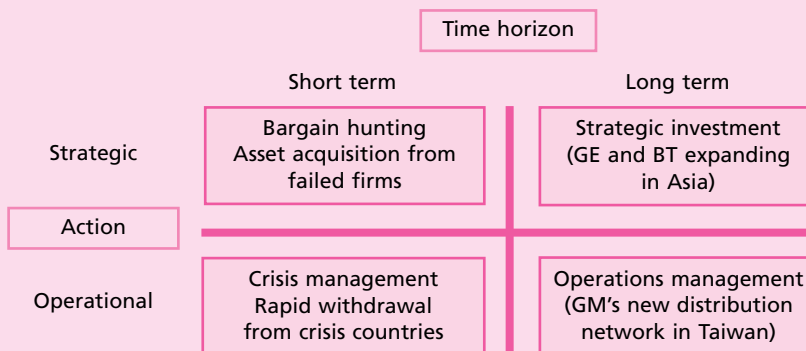 Time horizon
Short term
Long term
Strategic
Bargain hunting
Asset acquisition from
failed firms
Strategic investment
(GE and BT expanding
in Asia)
Action
Operational
Crisis management
Rapid withdrawal
from crisis countries
Operations management
(GM’s new distribution
network in Taiwan)